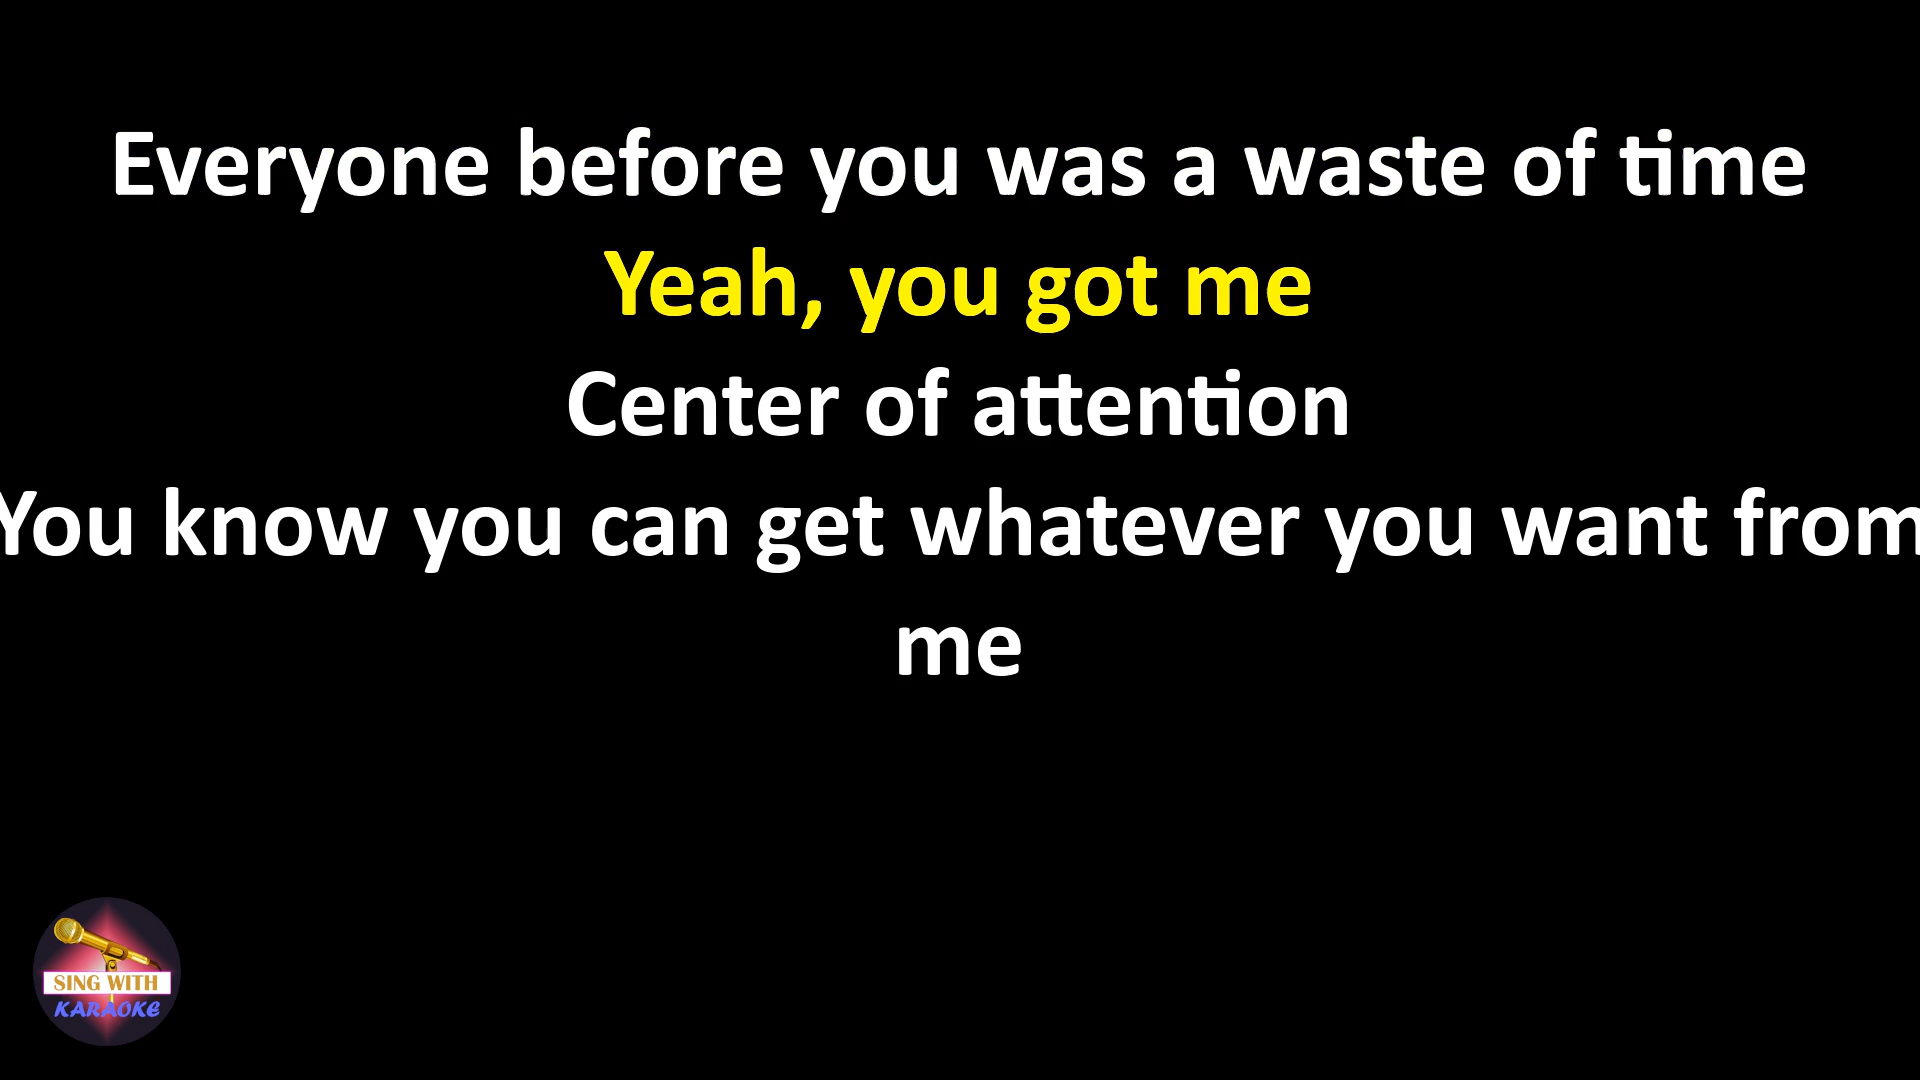 Everyone before you was a waste of time
Yeah, you got me
Center of attention
You know you can get whatever you want from
me
SING WITH
KARAOKE